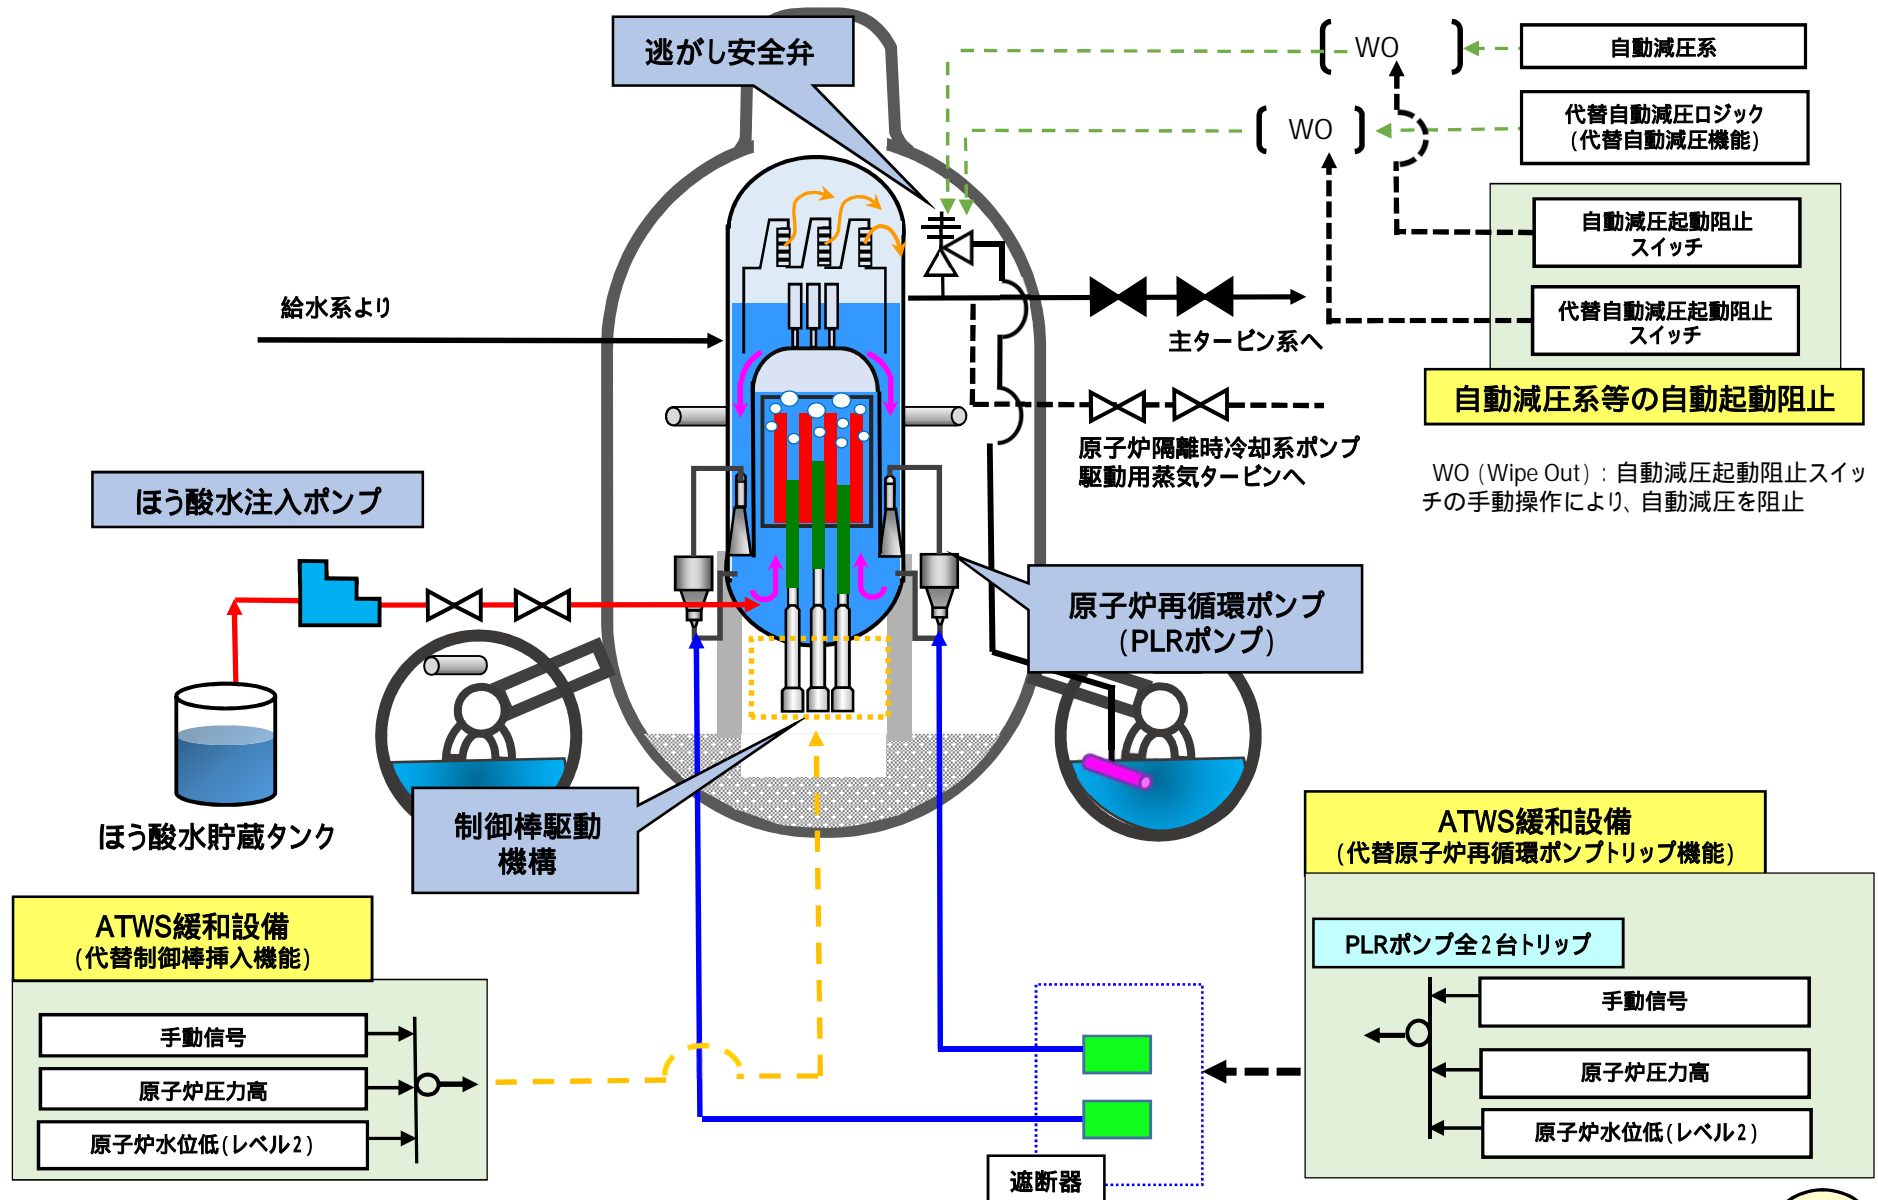 逃がし安全弁
WO
自動減圧系
WO
代替自動減圧ロジック
(代替自動減圧機能)
自動減圧起動阻止
スイッチ
代替自動減圧起動阻止
スイッチ
自動減圧系等の自動起動阻止
WO (Wipe Out) : 自動減圧起動阻止スイッ
チの手動操作により、自動減圧を阻止
給水系より
主タービン系へ
原子炉隔離時冷却系ポンプ
駆動用蒸気タービンへ
ほう酸水注入ポンプ
原子炉再循環ポンプ
(PLRポンプ)
ほう酸水貯蔵タンク
制御棒駆動
機構
ATWS緩和設備
(代替制御棒挿入機能)
手動信号
原子炉圧力高
原子炉水位低(レベル2)
ATWS緩和設備
(代替原子炉再循環ポンプトリップ機能)
PLRポンプ全2台トリップ
手動信号
原子炉圧力高
原子炉水位低(レベル2)
遮断器